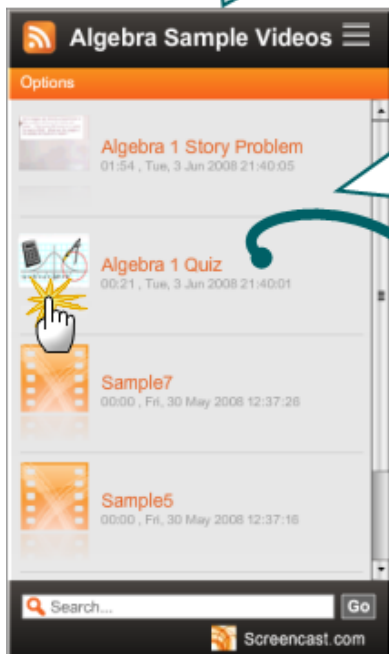 Algebra Sample Videos
Options
Algebra 1 Story Problem
01:54 , Tue, 3 Jun 2008 21:40:05
Algebra 1 Quiz
00:21 , Tue, 3 Jun 2008 21:40:01
Sample7
00:00 , Fri, 30 May 2008 12:37:26
Sample5
00:00 , Fri, 30 May 2008 12:37:16
Search...
Go
Screencast.com